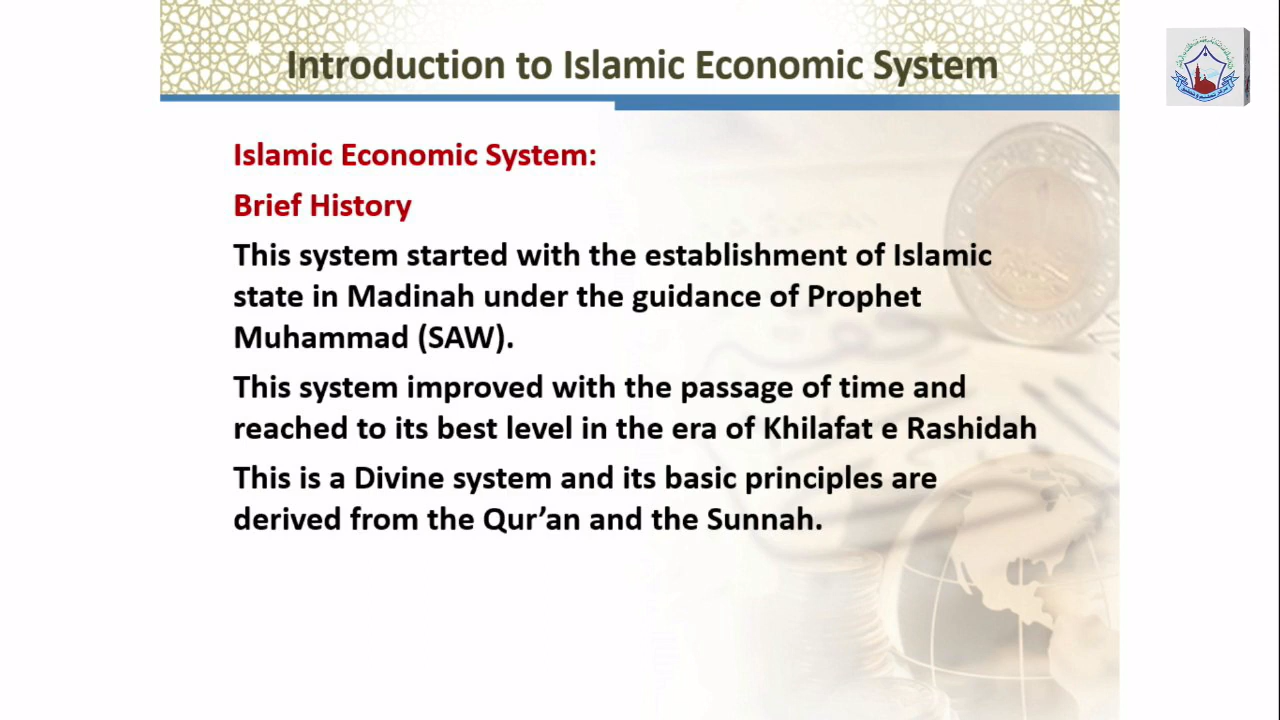 Introduction to Islamic Economic System
Islamic Economic System:
Brief History
This system started with the establishment of Islamic
state in Madinah under the guidance of Prophet
Muhammad (SAW).
This system improved with the passage of time and
reached to its best level in the era of Khilafat e Rashidah
This is a Divine system and its basic principles are
derived from the Qur’an and the Sunnah.